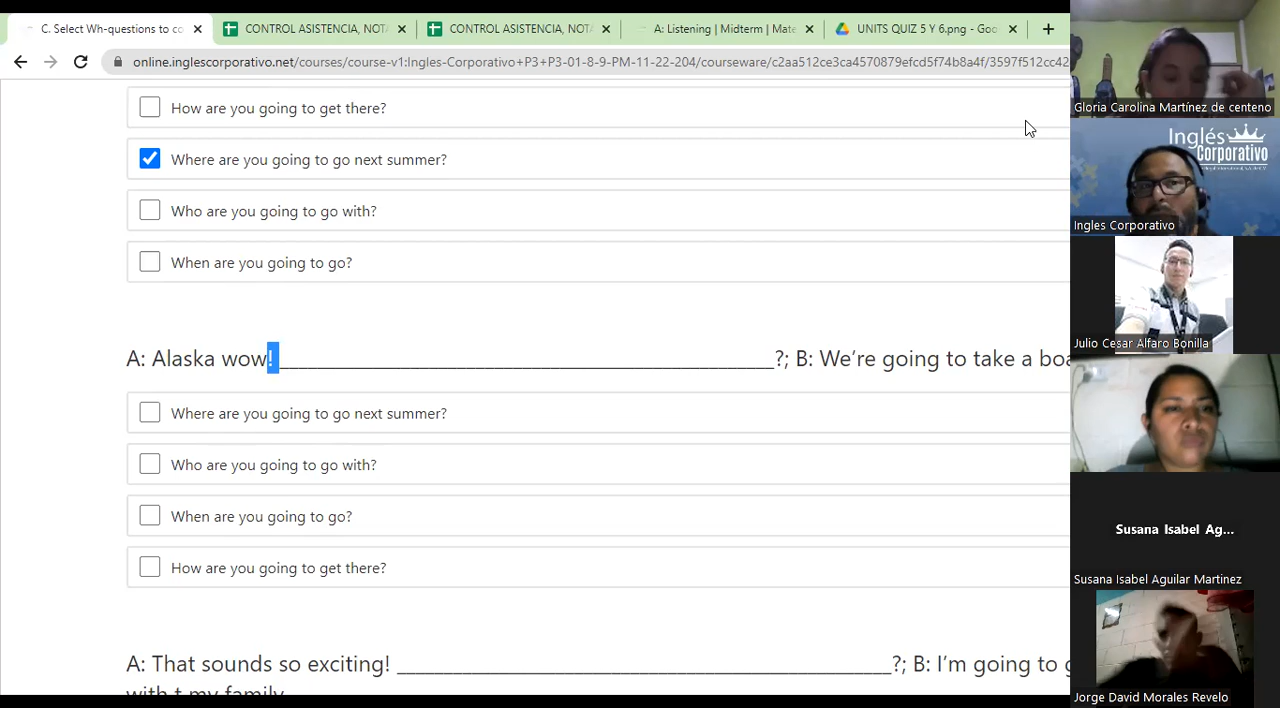 C. Select Wh-questions to co
CONTROL ASISTENCIA, NOT
CONTROL ASISTENCIA, NOT
A: Listening | Midterm | Mate
UNITS QUIZ 5 Y 6.png - Goo
online.inglescorporativo.net/courses/course-v1:Ingles-Corporativo+P3+P3-01-8-9-PM-11-22-204/courseware/c2aa512ce3ca4570879efcd5f74b8a4f/3597f512cc42
How are you going to get there?
Where are you going to go next summer?
Who are you going to go with?
When are you going to go?
A: Alaska wow! ______________________________________________?; B: We’re going to take a boa
Where are you going to go next summer?
Who are you going to go with?
When are you going to go?
How are you going to get there?
A: That sounds so exciting! ______________________________________________?; B: I’m going to g
with t my family
Gloria Carolina Martínez de centeno
Inglés
Corporativo
Ingles Corporativo
Julio Cesar Alfaro Bonilla
Susana Isabel Ag...
Susana Isabel Aguilar Martinez
Jorge David Morales Revelo